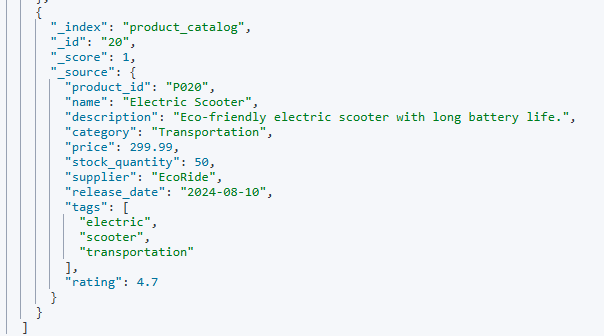 },
{
"_index": "product_catalog",
"_id": "20",
"_score": 1,
"_source": {
"product_id": "P020",
"name": "Electric Scooter",
"description": "Eco-friendly electric scooter with long battery life.",
"category": "Transportation",
"price": 299.99,
"stock_quantity": 50,
"supplier": "EcoRide",
"release_date": "2024-08-10",
"tags": [
"electric",
"scooter",
"transportation"
],
"rating": 4.7
}
}
]